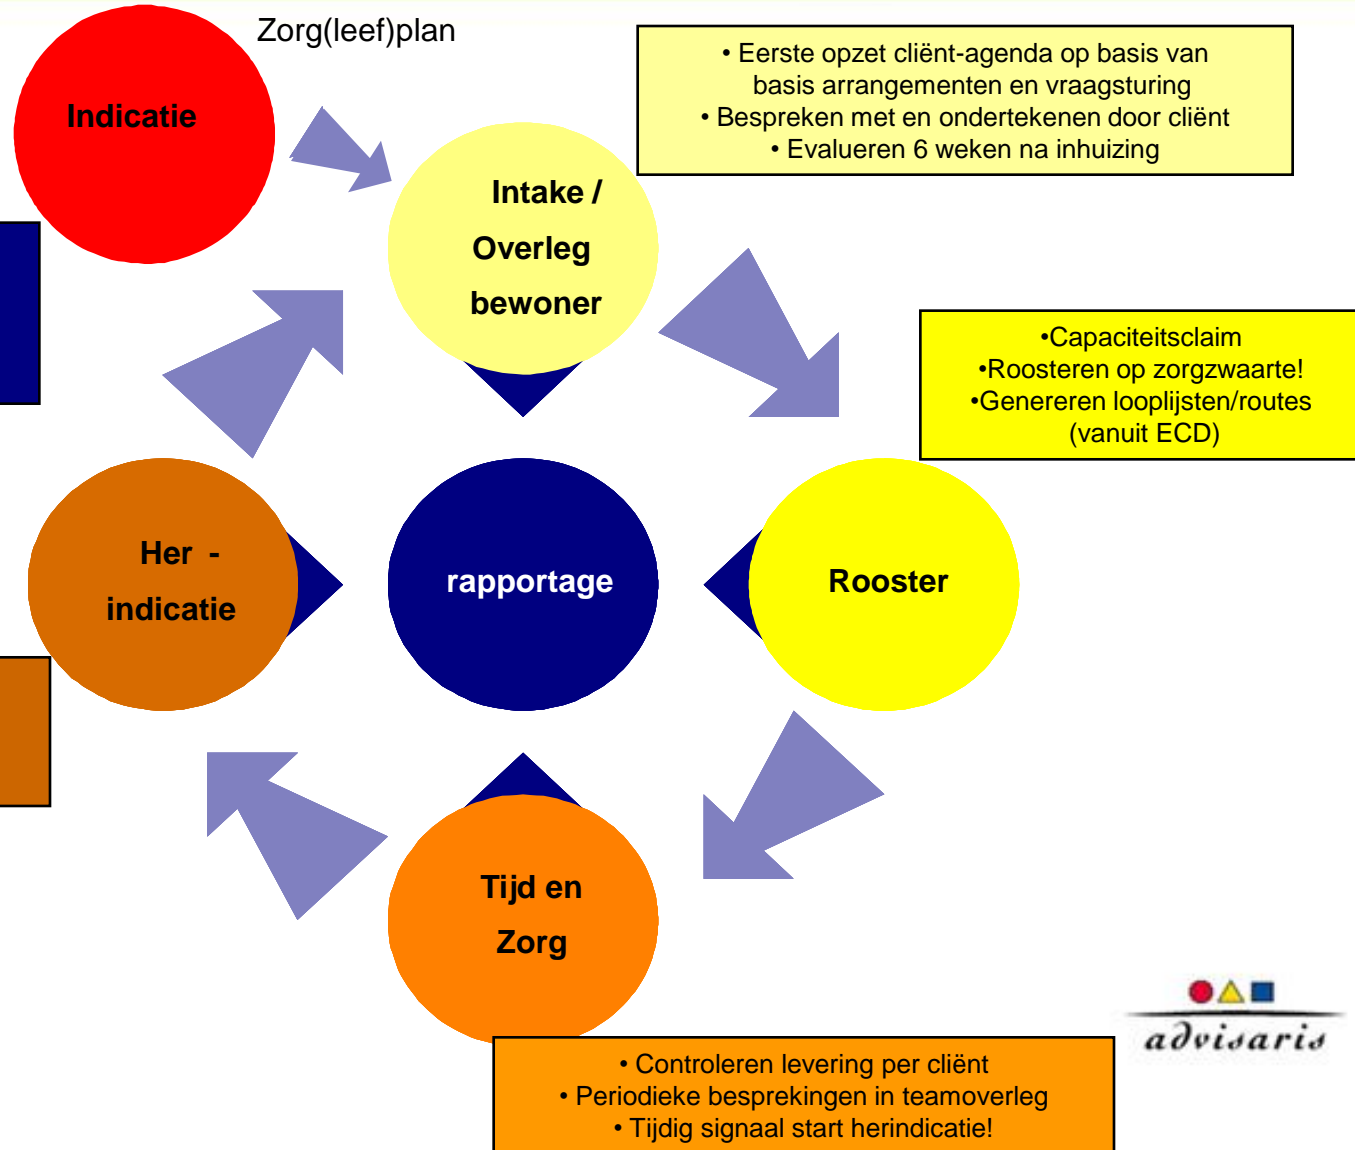 Zorg(leef)plan
Indicatie
• Eerste opzet cliënt-agenda op basis van
basis arrangementen en vraagsturing
• Bespreken met en ondertekenen door cliënt
• Evalueren 6 weken na inhuizing
Intake /
Overleg
bewoner
•Capaciteitsclaim
•Roosteren op zorgzwaarte!
•Genereren looplijsten/routes
(vanuit ECD)
Her -
indicatie
rapportage
Rooster
Tijd en
Zorg
advisaris
• Controleren levering per cliënt
• Periodieke besprekingen in teamoverleg
• Tijdig signaal start herindicatie!